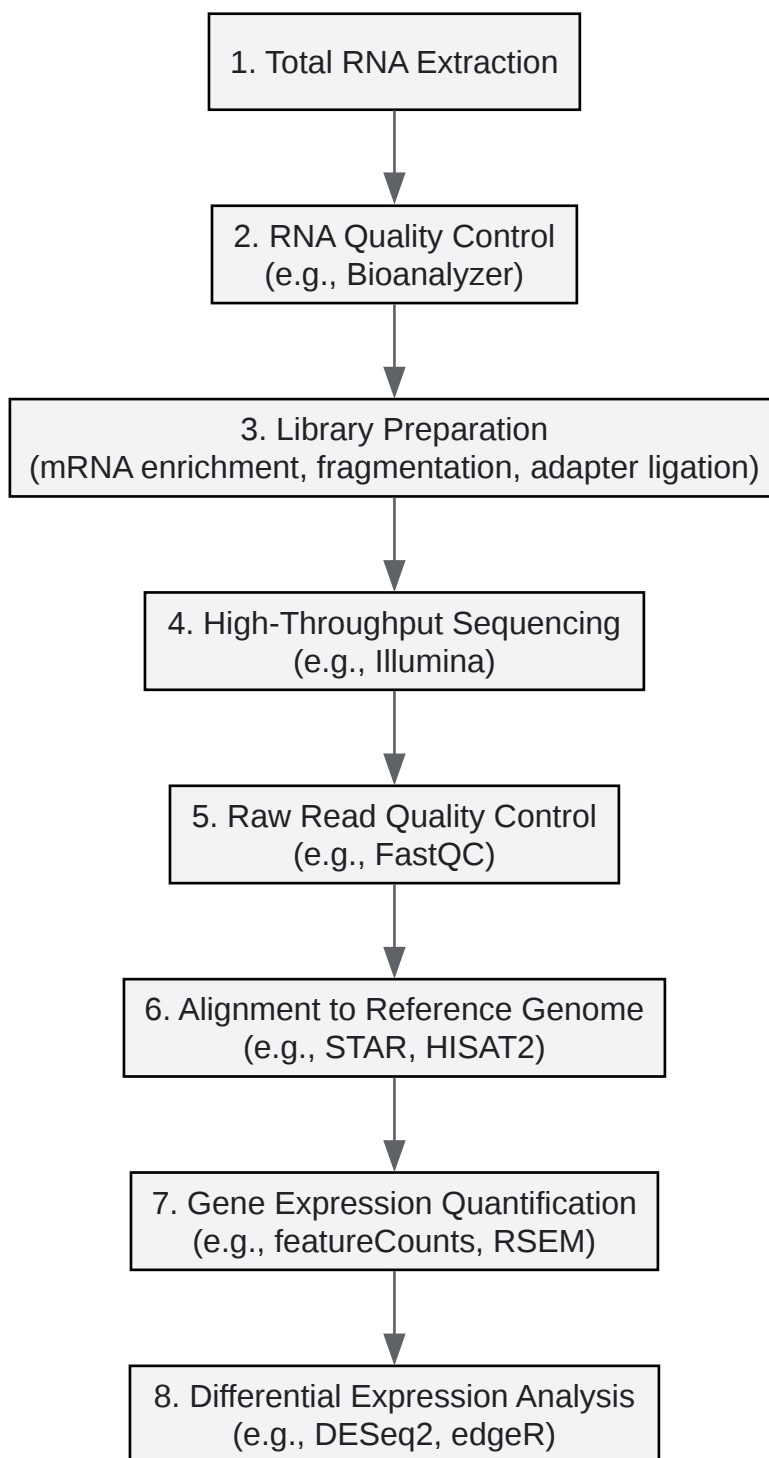 1. Total RNA Extraction
2. RNA Quality Control
(e.g., Bioanalyzer)
3. Library Preparation
(mRNA enrichment, fragmentation, adapter ligation)
4. High-Throughput Sequencing
(e.g., Illumina)
5. Raw Read Quality Control
(e.g., FastQC)
6. Alignment to Reference Genome
(e.g., STAR, HISAT2)
7. Gene Expression Quantification
(e.g., featureCounts, RSEM)
8. Differential Expression Analysis
(e.g., DESeq2, edgeR)